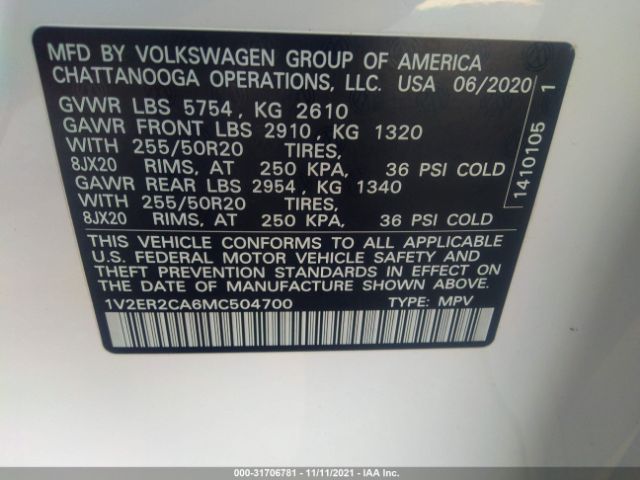 MFD BY VOLKSWAGEN GROUP OF AMERICA
CHATTANOOGA OPERATIONS, LLC. USA 06/2020
GVWR LBS 5754 , KG 2610
GAWR FRONT LBS 2910 , KG 1320
WITH 255/50R20 TIRES,
8JX20 RIMS, AT 250 KPA, 36 PSI COLD
GAWR REAR LBS 2954 , KG 1340
WITH 255/50R20 TIRES,
8JX20 RIMS, AT 250 KPA, 36 PSI COLD
THIS VEHICLE CONFORMS TO ALL APPLICABLE
U.S. FEDERAL MOTOR VEHICLE SAFETY AND
THEFT PREVENTION STANDARDS IN EFFECT ON
THE DATE OF MANUFACTURE SHOWN ABOVE.
1V2ER2CA6MC504700 TYPE: MPV
1410105 1
000-31706781 - 11/11/2021 - IAA Inc.